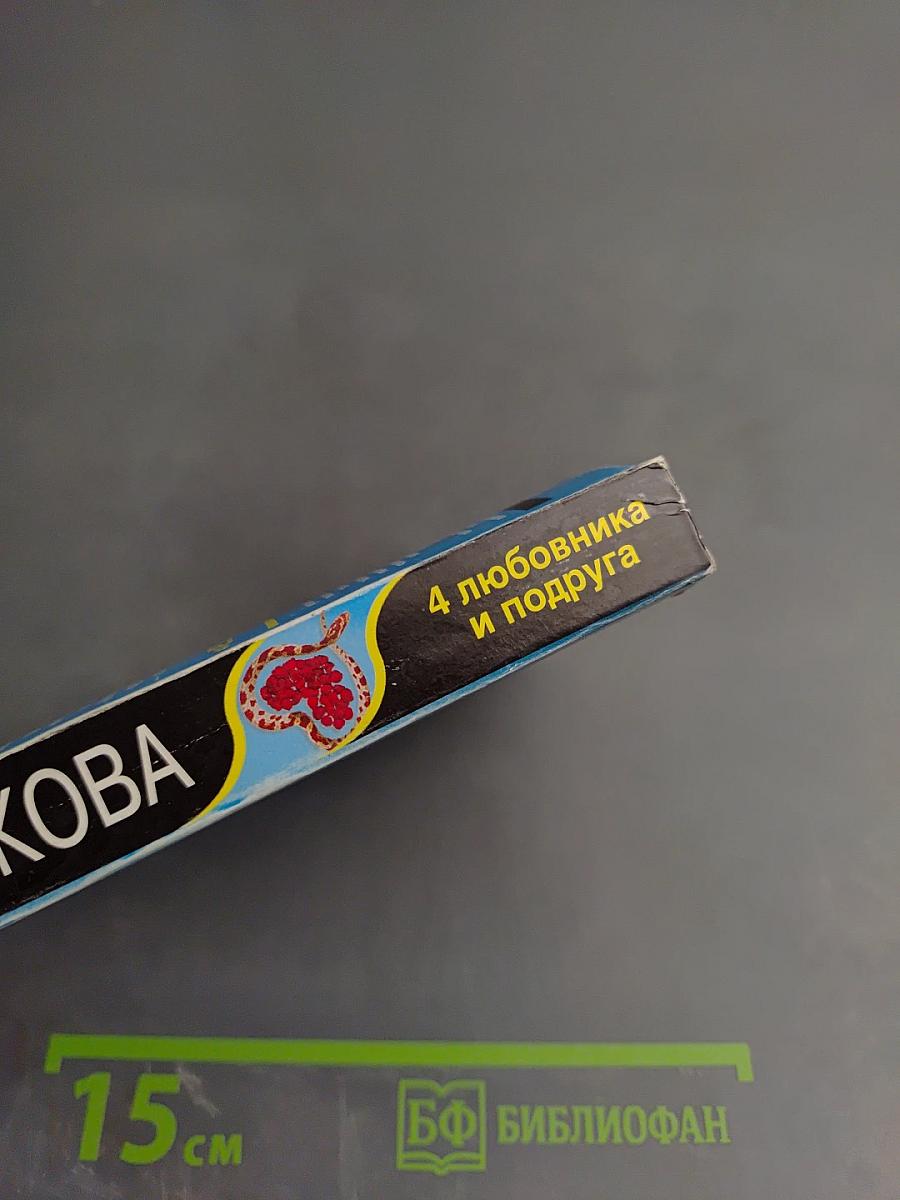 КОВА
4 любовника
и подруга
15 см
БФ БИБЛИОФАН